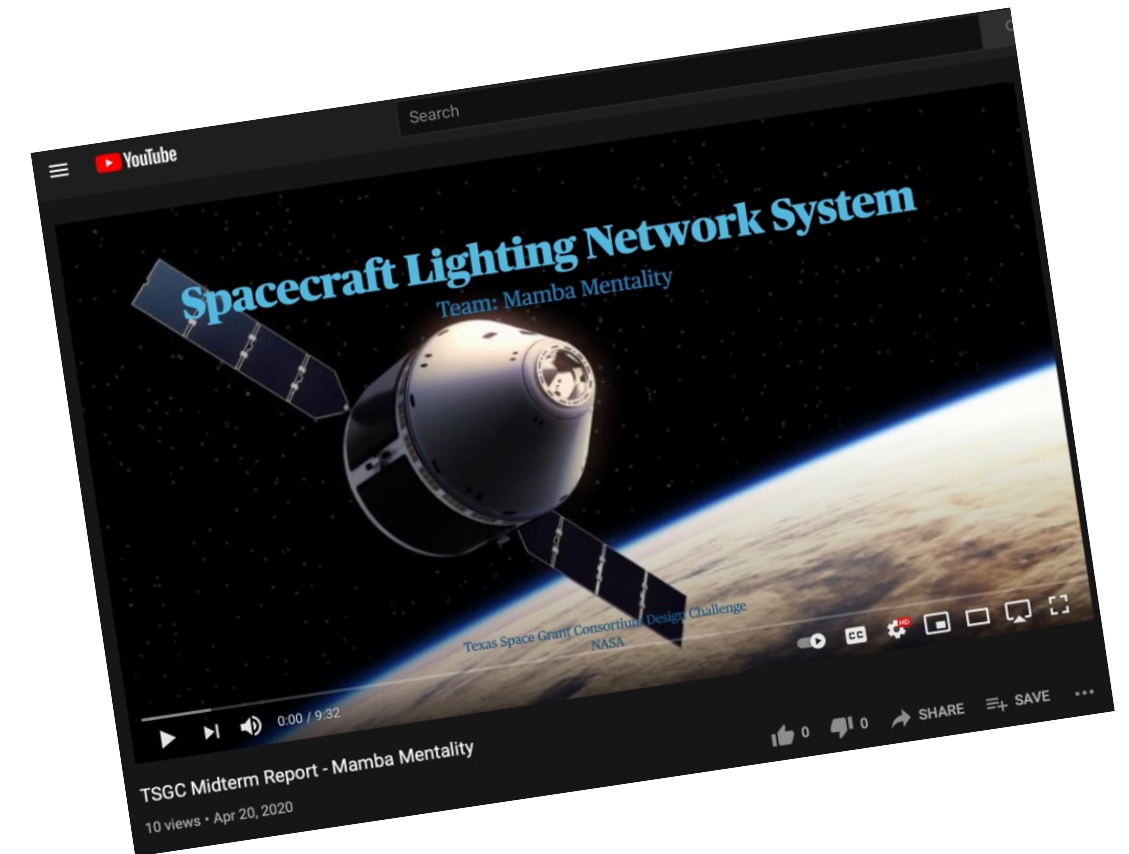 YouTube
Search
Spacecraft Lighting Network System
Team: Mamba Mentality
Texas Space Grant Consortium Design Challenge
NASA
CC
HD
0:00 / 9:32
TSGC Midterm Report - Mamba Mentality
10 views • Apr 20, 2020
0
0
SHARE
SAVE